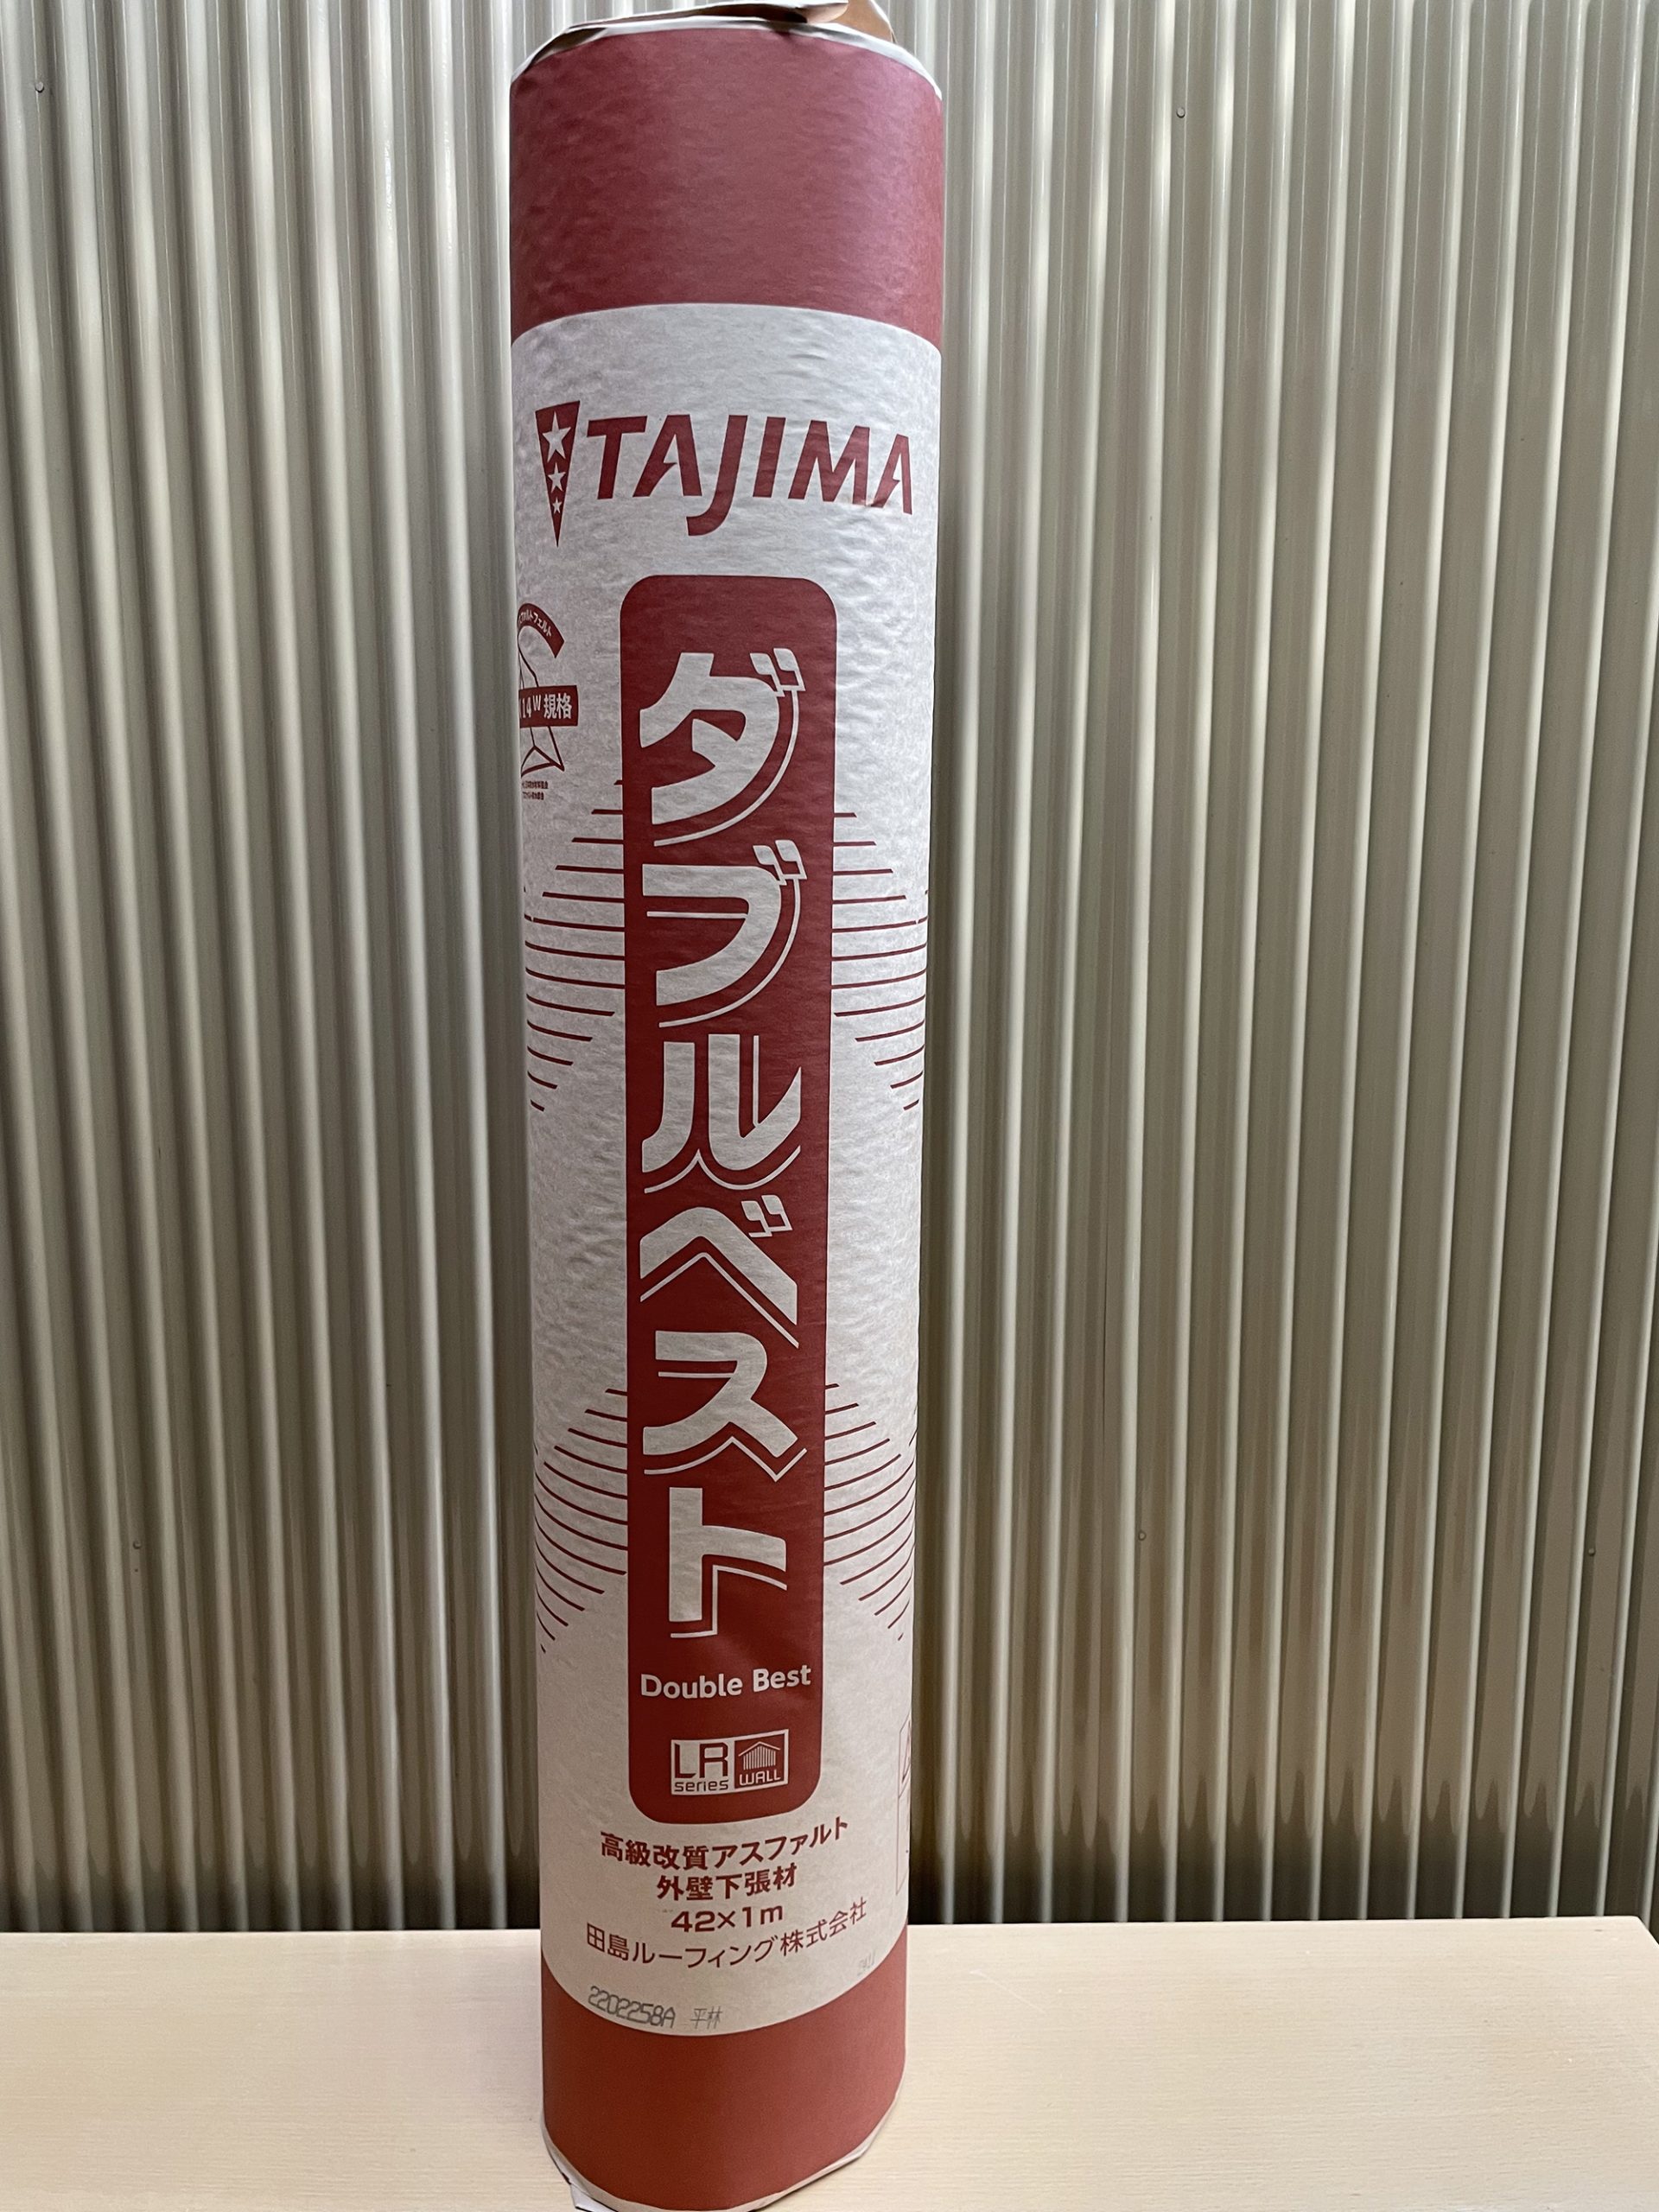 TAJIMA
14W規格
ダブルベスト
Double Best
LR
series
WALL
高級改質アスファルト
外壁下張材
42×1m
田島ルーフィング株式会社
2202258A 平林